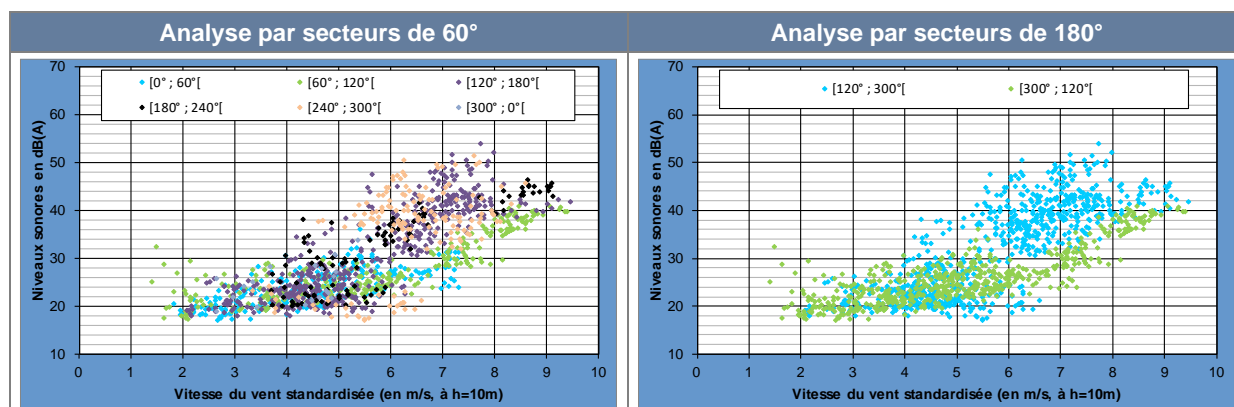 Analyse par secteurs de 60°
Analyse par secteurs de 180°
70
60
50
40
30
20
10
Niveaux sonores en dB(A)
[0° ; 60°[
[60° ; 120°[
[120° ; 180°[
[180° ; 240°[
[240° ; 300°[
[300° ; 0°[
0 1 2 3 4 5 6 7 8 9 10
Vitesse du vent standardisée (en m/s, à h=10m)
70
60
50
40
30
20
10
Niveaux sonores en dB(A)
[120° ; 300°[
[300° ; 120°[
0 1 2 3 4 5 6 7 8 9 10
Vitesse du vent standardisée (en m/s, à h=10m)